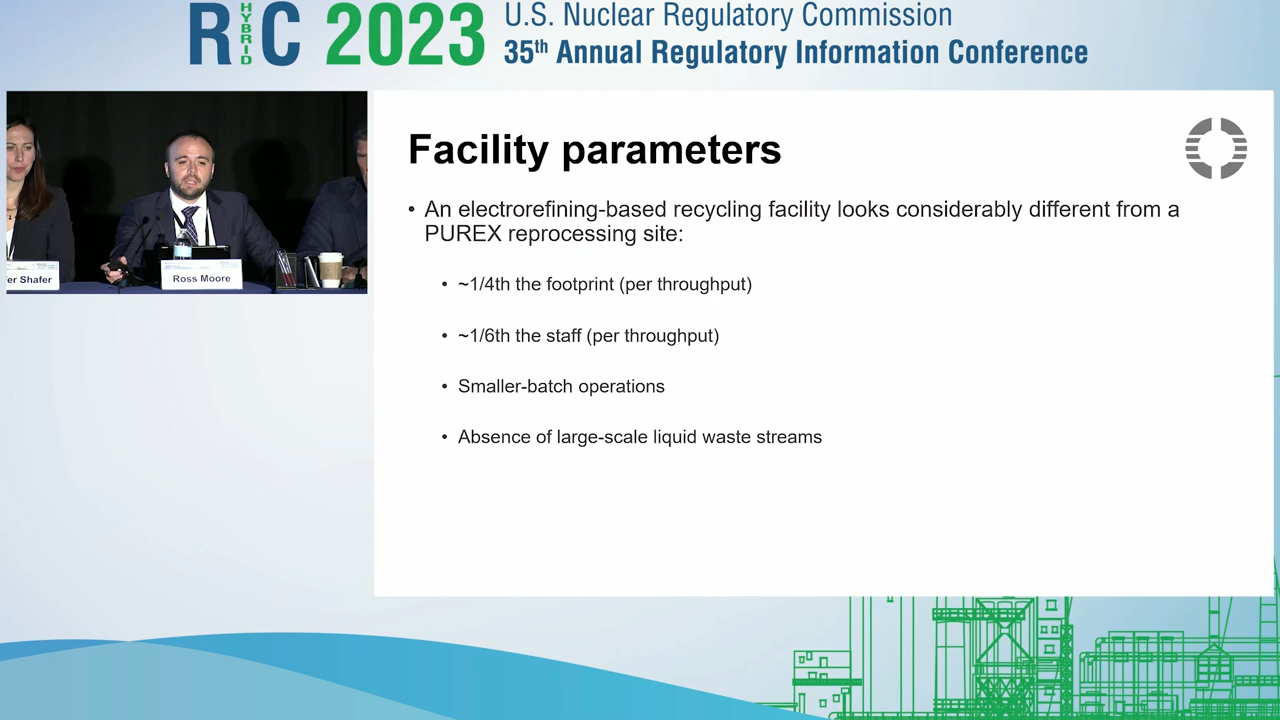 RIC 2023
HYBRID
U.S. Nuclear Regulatory Commission
35th Annual Regulatory Information Conference
er Shafer
Ross Moore
Facility parameters
• An electrorefining-based recycling facility looks considerably different from a
PUREX reprocessing site:
• ~1/4th the footprint (per throughput)
• ~1/6th the staff (per throughput)
• Smaller-batch operations
• Absence of large-scale liquid waste streams